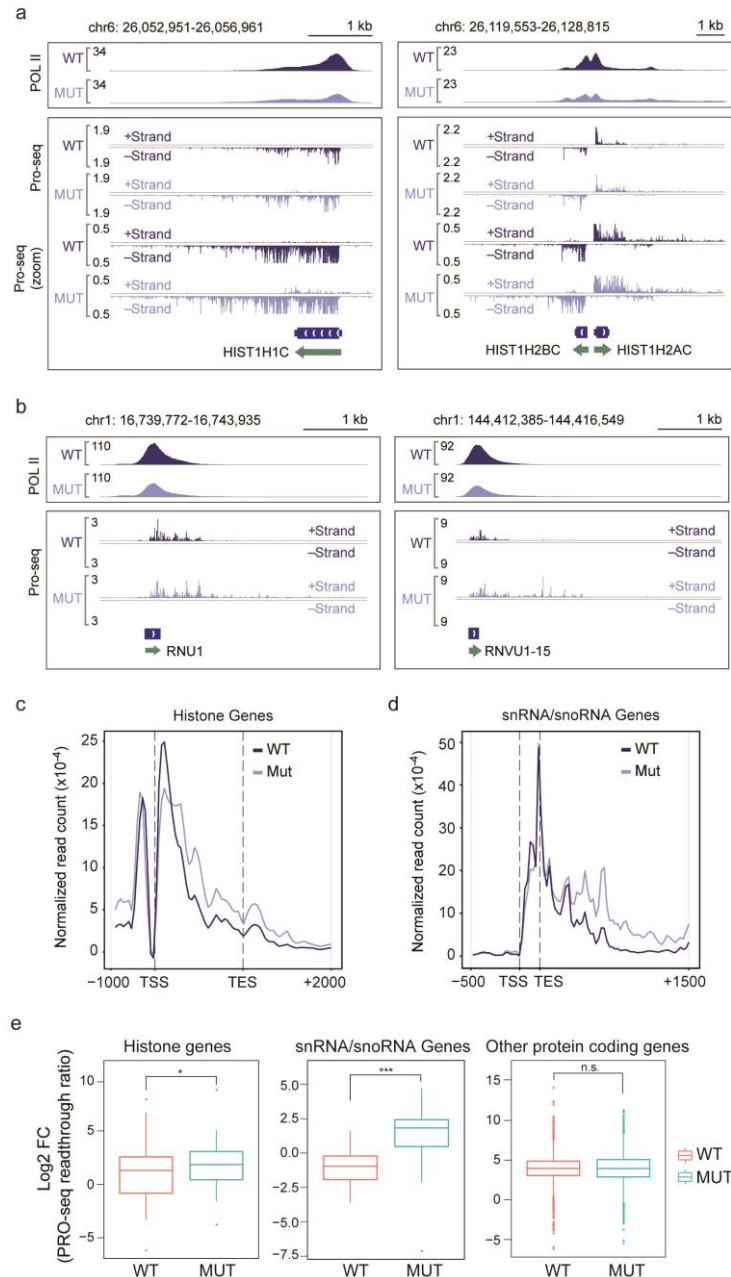 a
chr6: 26,052,951-26,056,961
1 kb
POL II
WT
34
MUT
34
Pro-seq
WT
1.9
1.9
+Strand
–Strand
MUT
1.9
1.9
+Strand
–Strand
Pro-seq
(zoom)
WT
0.5
+Strand
–Strand
MUT
0.5
0.5
+Strand
–Strand
HIST1H1C
chr6: 26,119,553-26,128,815
1 kb
WT
23
MUT
23
WT
2.2
2.2
+Strand
–Strand
MUT
2.2
2.2
+Strand
–Strand
WT
0.5
+Strand
–Strand
MUT
0.5
0.5
+Strand
–Strand
HIST1H2BC
HIST1H2AC
b
chr1: 16,739,772-16,743,935
1 kb
POL II
WT
110
MUT
110
Pro-seq
WT
3
3
+Strand
–Strand
MUT
3
3
+Strand
–Strand
RNU1
chr1: 144,412,385-144,416,549
1 kb
WT
92
MUT
92
WT
9
9
+Strand
–Strand
MUT
9
9
+Strand
–Strand
RNVU1-15
c
Histone Genes
Normalized read count (x10⁻⁴)
25
20
15
10
5
0
WT
Mut
−1000
TSS
TES
+2000
d
snRNA/snoRNA Genes
Normalized read count (x10⁻⁴)
50
40
30
20
10
0
WT
Mut
−500
TSS
TES
+1500
e
Log2 FC
(PRO-seq readthrough ratio)
Histone genes
*
10
5
0
−5
WT
MUT
snRNA/snoRNA Genes
***
5.0
2.5
0.0
−2.5
−5.0
−7.5
WT
MUT
Other protein coding genes
n.s.
15
10
5
0
−5
WT
MUT
WT
MUT